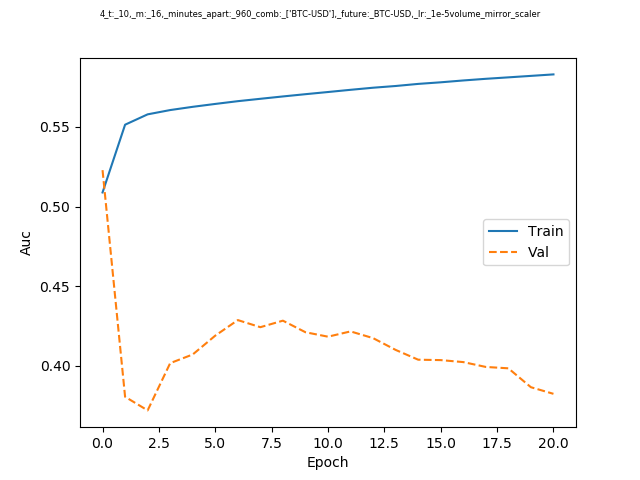 4_t:_10,_m:_16,_minutes_apart:_960_comb:_['BTC-USD'],_future:_BTC-USD,_lr:_1e-5volume_mirror_scaler
0.55
0.50
0.45
0.40
Auc
Train
Val
0.0 2.5 5.0 7.5 10.0 12.5 15.0 17.5 20.0
Epoch